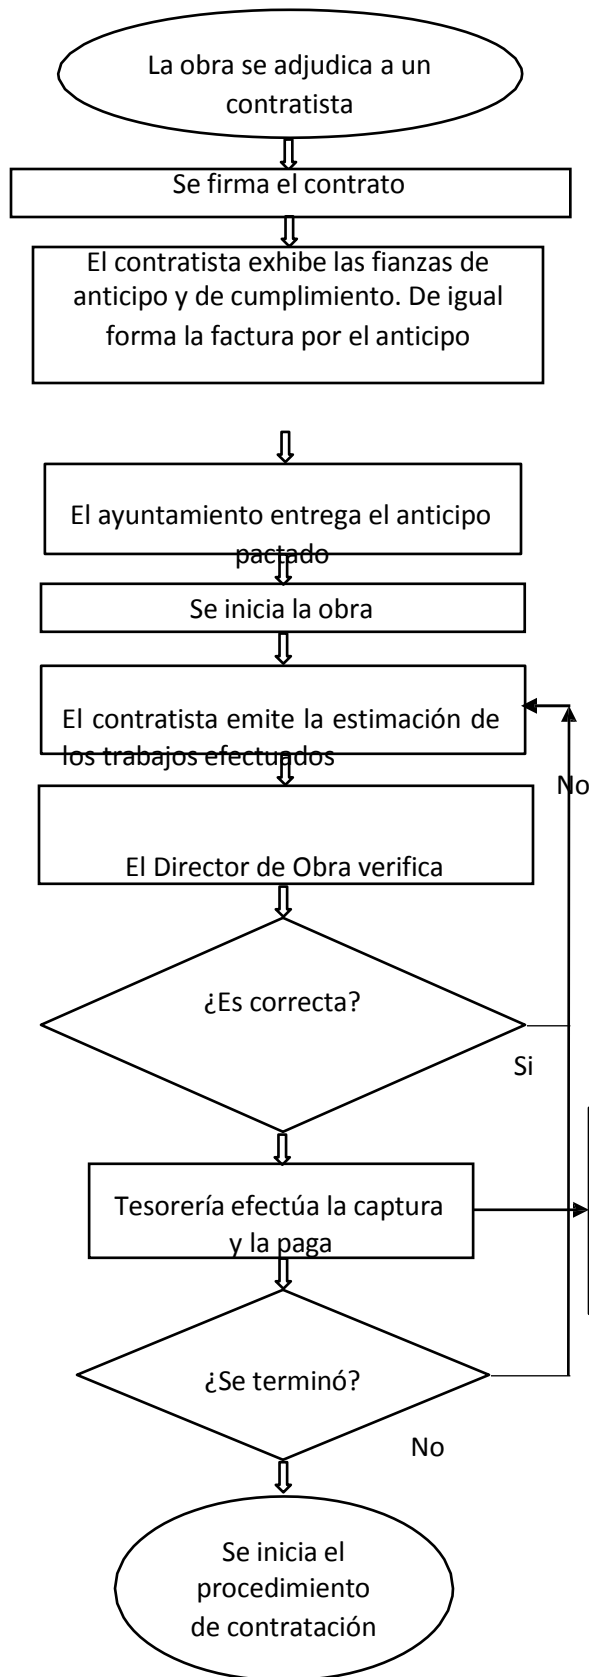 La obra se adjudica a un
contratista
Se firma el contrato
El contratista exhibe las fianzas de
anticipo y de cumplimiento. De igual
forma la factura por el anticipo
El ayuntamiento entrega el anticipo
pactado
Se inicia la obra
El contratista emite la estimación de
los trabajos efectuados
No
El Director de Obra verifica
¿Es correcta?
Si
Tesorería efectúa la captura
y la paga
¿Se terminó?
No
Se inicia el
procedimiento
de contratación